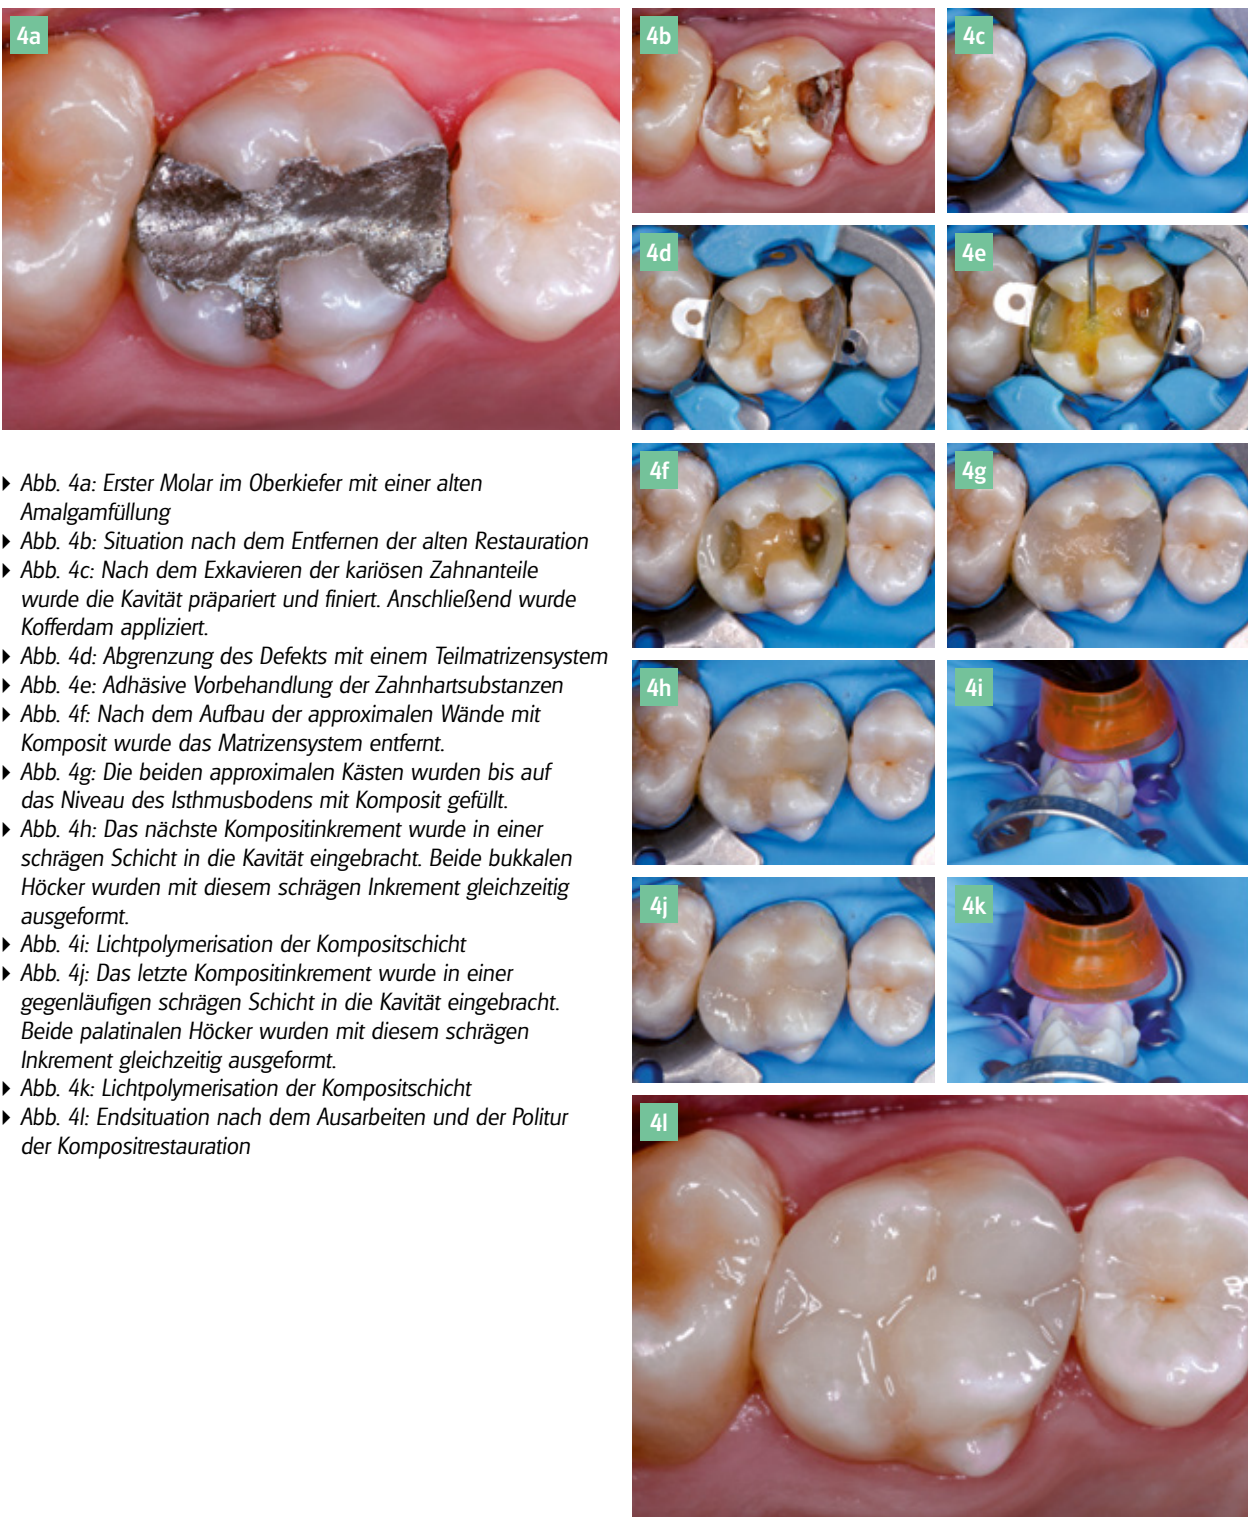 4a
4b
4c
4d
4e
4f
4g
4h
4i
4j
4k
4l
Abb. 4a: Erster Molar im Oberkiefer mit einer alten
Amalgamfüllung
Abb. 4b: Situation nach dem Entfernen der alten Restauration
Abb. 4c: Nach dem Exkavieren der kariösen Zahnanteile
wurde die Kavität präpariert und finiert. Anschließend wurde
Kofferdam appliziert.
Abb. 4d: Abgrenzung des Defekts mit einem Teilmatrizensystem
Abb. 4e: Adhäsive Vorbehandlung der Zahnhartsubstanzen
Abb. 4f: Nach dem Aufbau der approximalen Wände mit
Komposit wurde das Matrizensystem entfernt.
Abb. 4g: Die beiden approximalen Kästen wurden bis auf
das Niveau des Isthmusbodens mit Komposit gefüllt.
Abb. 4h: Das nächste Kompositinkrement wurde in einer
schrägen Schicht in die Kavität eingebracht. Beide bukkalen
Höcker wurden mit diesem schrägen Inkrement gleichzeitig
ausgeformt.
Abb. 4i: Lichtpolymerisation der Kompositschicht
Abb. 4j: Das letzte Kompositinkrement wurde in einer
gegenläufigen schrägen Schicht in die Kavität eingebracht.
Beide palatinalen Höcker wurden mit diesem schrägen
Inkrement gleichzeitig ausgeformt.
Abb. 4k: Lichtpolymerisation der Kompositschicht
Abb. 4l: Endsituation nach dem Ausarbeiten und der Politur
der Kompositrestauration